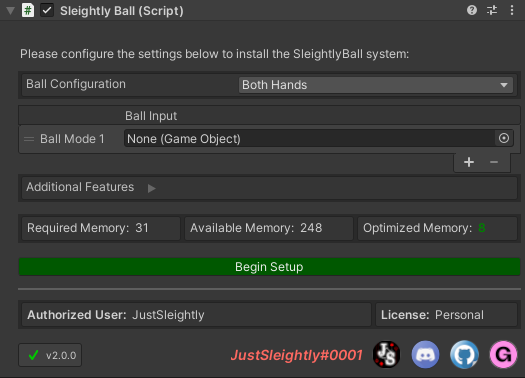 Sleightly Ball (Script)
Please configure the settings below to install the SleightlyBall system:
Ball Configuration Both Hands
Ball Input
Ball Mode 1 None (Game Object)
+ −
Additional Features
Required Memory: 31 Available Memory: 248 Optimized Memory: 8
Begin Setup
Authorized User: JustSleightly License: Personal
v2.0.0 JustSleightly#0001 JS G